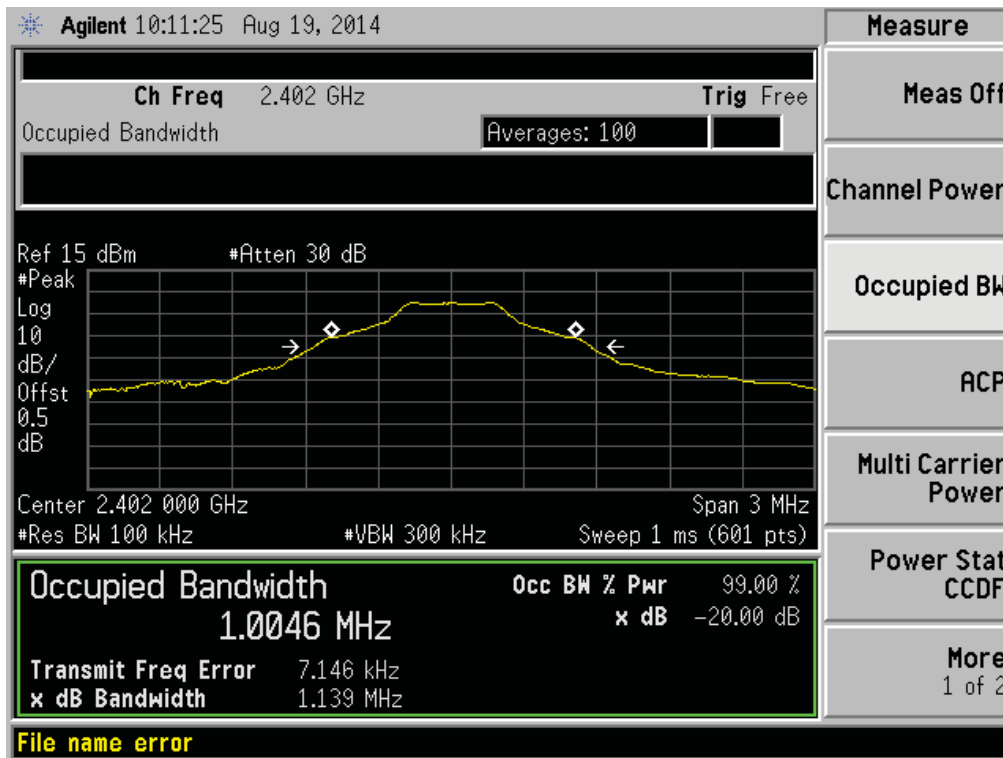 Agilent 10:11:25 Aug 19, 2014
Measure
Ch Freq 2.402 GHz Trig Free
Occupied Bandwidth Averages: 100
Ref 15 dBm #Atten 30 dB
#Peak
Log
10
dB/
Offst
0.5
dB
Center 2.402 000 GHz Span 3 MHz
#Res BW 100 kHz #VBW 300 kHz Sweep 1 ms (601 pts)
Occupied Bandwidth Occ BW % Pwr 99.00 %
1.0046 MHz x dB -20.00 dB
Transmit Freq Error 7.146 kHz
x dB Bandwidth 1.139 MHz
File name error
Meas Off
Channel Power
Occupied BW
ACP
Multi Carrier
Power
Power Stat
CCDF
More
1 of 2